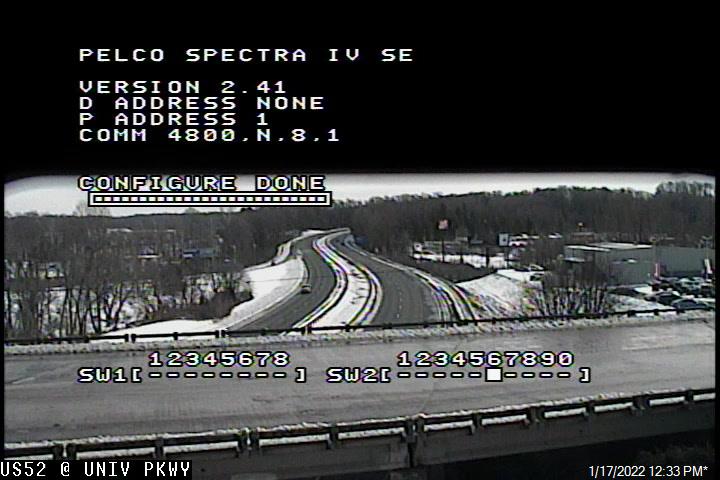 PELCO SPECTRA IV SE
VERSION 2.41
D ADDRESS NONE
P ADDRESS 1
COMM 4800,N,8,1
CONFIGURE DONE
12345678 1234567890
SW1[--------] SW2[-----■----]
US52 @ UNIV PKWY 1/17/2022 12:33 PM*